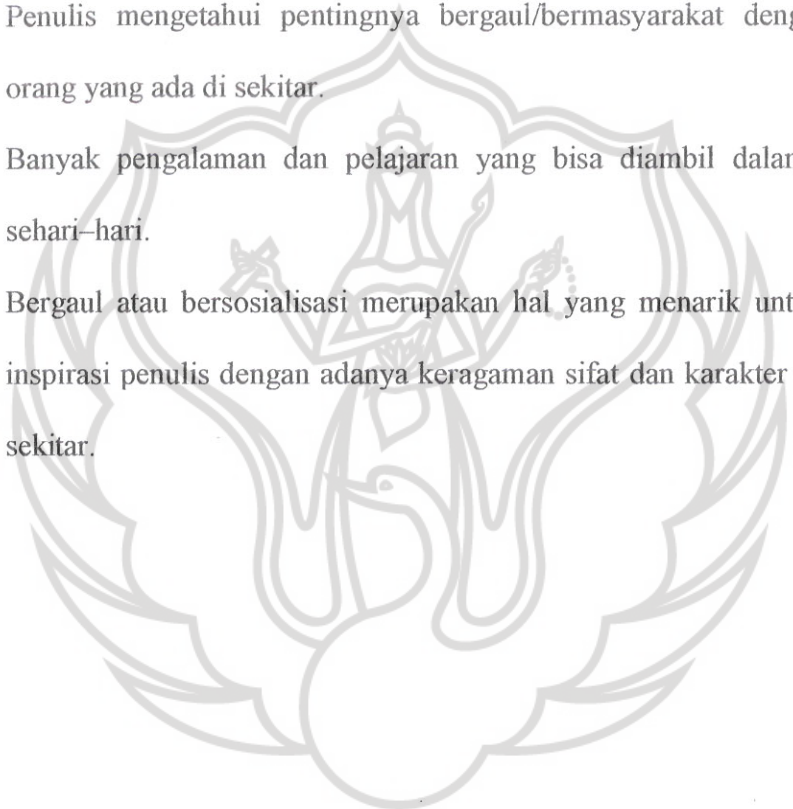 Penulis mengetahui pentingnya bergaul/bermasyarakat deng
orang yang ada di sekitar.
Banyak pengalaman dan pelajaran yang bisa diambil dalam
sehari–hari.
Bergaul atau bersosialisasi merupakan hal yang menarik unt
inspirasi penulis dengan adanya keragaman sifat dan karakter
sekitar.